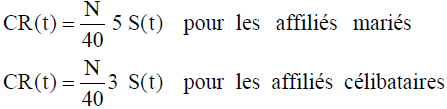 CR(t) = N/40 5 S(t) pour les affiliés mariés
CR(t) = N/40 3 S(t) pour les affiliés célibataires